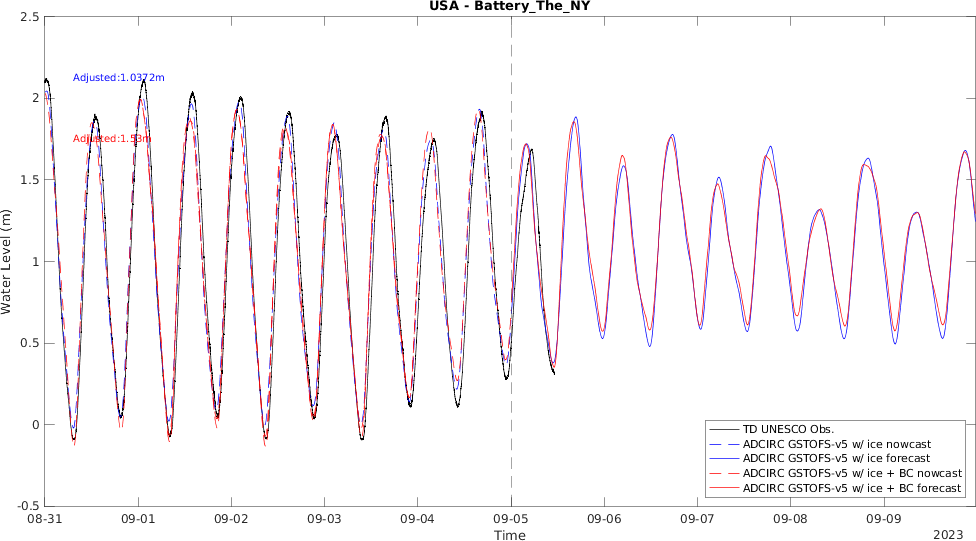 USA - Battery_The_NY
2.5
2
1.5
1
0.5
0
-0.5
Water Level (m)
Adjusted:1.0372m
Adjusted:1.53m
08-31 09-01 09-02 09-03 09-04 09-05 09-06 09-07 09-08 09-09
Time
2023
TD UNESCO Obs.
ADCIRC GSTOFS-v5 w/ ice nowcast
ADCIRC GSTOFS-v5 w/ ice forecast
ADCIRC GSTOFS-v5 w/ ice + BC nowcast
ADCIRC GSTOFS-v5 w/ ice + BC forecast